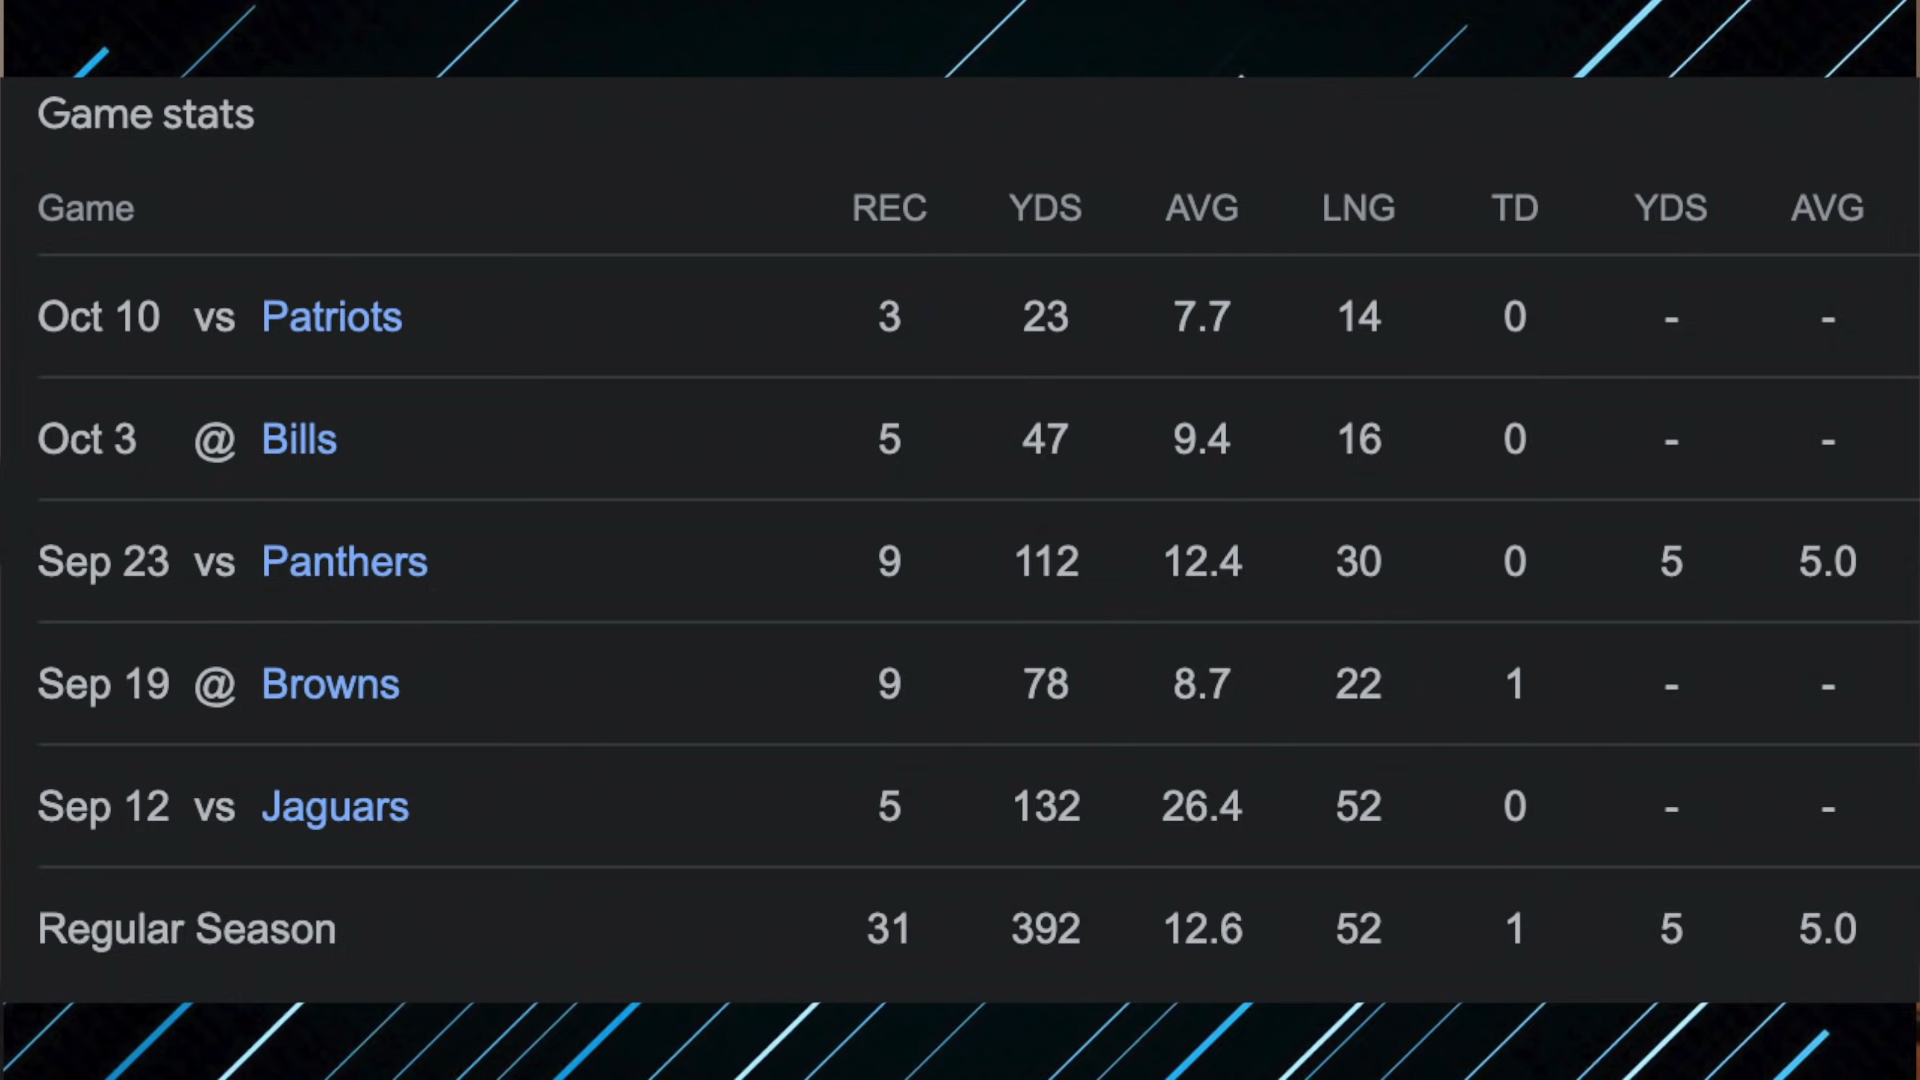 Game stats
Game REC YDS AVG LNG TD YDS AVG
Oct 10 vs Patriots 3 23 7.7 14 0 - -
Oct 3 @ Bills 5 47 9.4 16 0 - -
Sep 23 vs Panthers 9 112 12.4 30 0 5 5.0
Sep 19 @ Browns 9 78 8.7 22 1 - -
Sep 12 vs Jaguars 5 132 26.4 52 0 - -
Regular Season 31 392 12.6 52 1 5 5.0